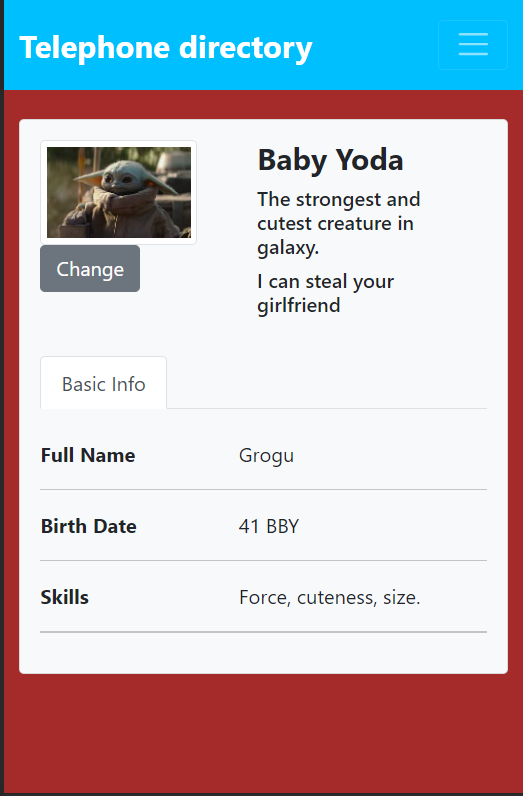 Telephone directory
Baby Yoda
The strongest and
cutest creature in
galaxy.
I can steal your
girlfriend
Change
Basic Info
Full Name Grogu
Birth Date 41 BBY
Skills Force, cuteness, size.